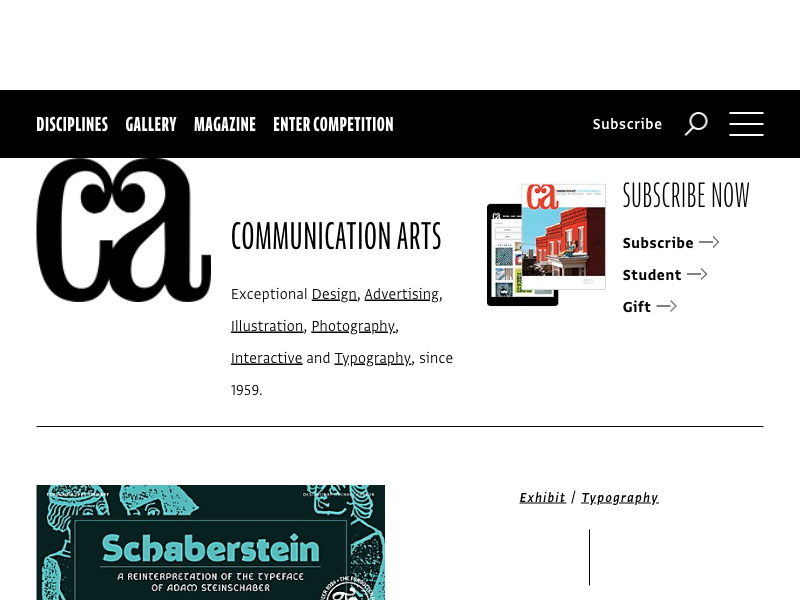 DISCIPLINES GALLERY MAGAZINE ENTER COMPETITION Subscribe
ca
COMMUNICATION ARTS
Exceptional Design, Advertising,
Illustration, Photography,
Interactive and Typography, since
1959.
ca
SUBSCRIBE NOW
Subscribe
Student
Gift
Exhibit / Typography
Schaberstein
A REINTERPRETATION OF THE TYPEFACE
OF ADAM STEINSCHABER